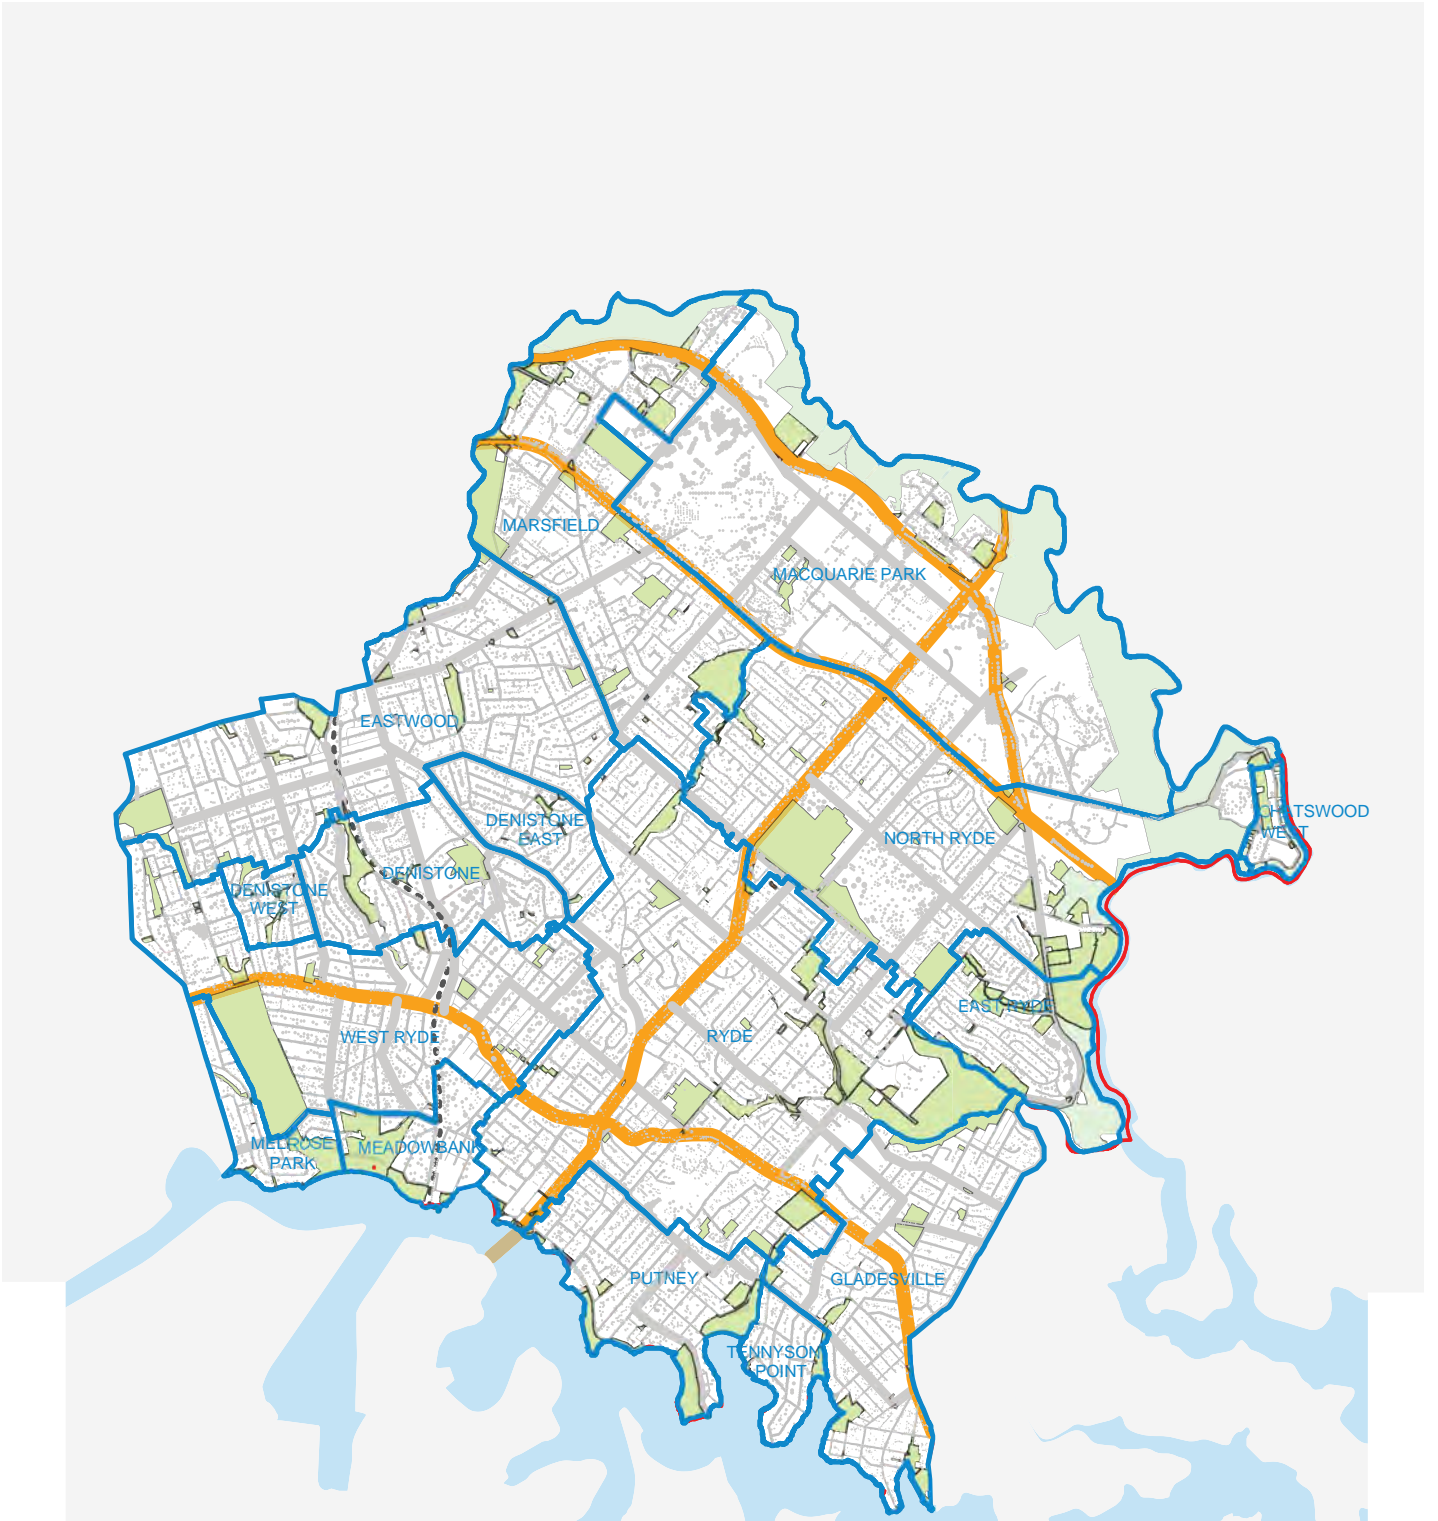 MARSFIELD
MACQUARIE PARK
EASTWOOD
CHATSWOOD
WEST
DENISTONE
EAST
NORTH RYDE
DENISTONE
DENISTONE
WEST
EAST RYDE
WEST RYDE
RYDE
MELROSE
PARK
MEADOWBANK
PUTNEY
GLADESVILLE
TENNYSON
POINT